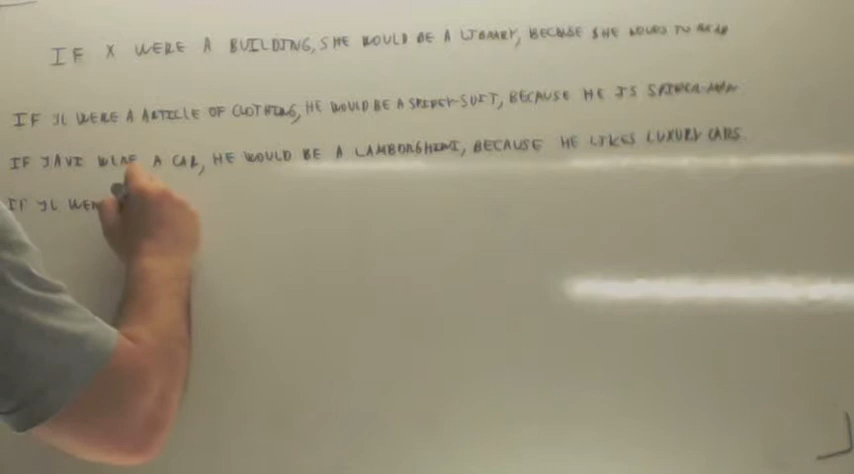 IF X WERE A BUILDING, SHE WOULD BE A LIBRARY, BECAUSE SHE LOVES TO READ
IF JL WERE A ARTICLE OF CLOTHING, HE WOULD BE A SPIDEY-SUIT, BECAUSE HE IS SPIDER-MAN
IF JAVI WERE A CAR, HE WOULD BE A LAMBORGHINI, BECAUSE HE LIKES LUXURY CARS.
IF JL WER